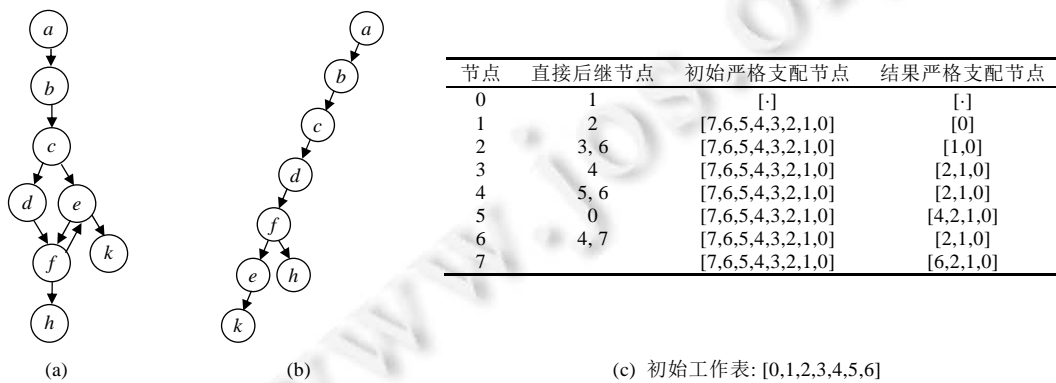 a
b
c
d
e
f
k
h
(a)
a
b
c
d
f
e
h
k
(b)
节点 直接后继节点 初始严格支配节点 结果严格支配节点
0 1 [·] [·]
1 2 [7,6,5,4,3,2,1,0] [0]
2 3, 6 [7,6,5,4,3,2,1,0] [1,0]
3 4 [7,6,5,4,3,2,1,0] [2,1,0]
4 5, 6 [7,6,5,4,3,2,1,0] [2,1,0]
5 0 [7,6,5,4,3,2,1,0] [4,2,1,0]
6 4, 7 [7,6,5,4,3,2,1,0] [2,1,0]
7 [7,6,5,4,3,2,1,0] [6,2,1,0]
(c) 初始工作表: [0,1,2,3,4,5,6]
www.jos.